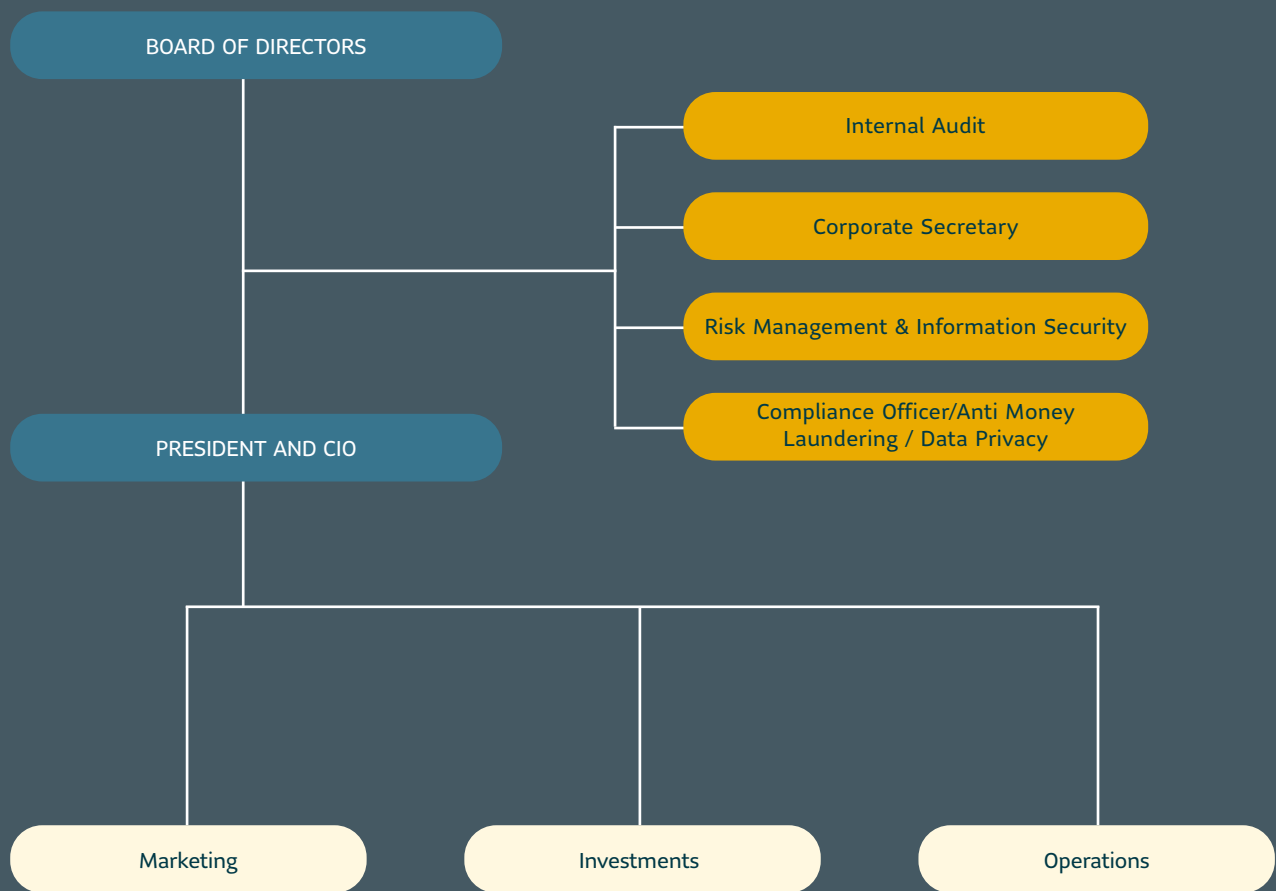 BOARD OF DIRECTORS
Internal Audit
Corporate Secretary
Risk Management & Information Security
Compliance Officer/Anti Money
Laundering / Data Privacy
PRESIDENT AND CIO
Marketing
Investments
Operations